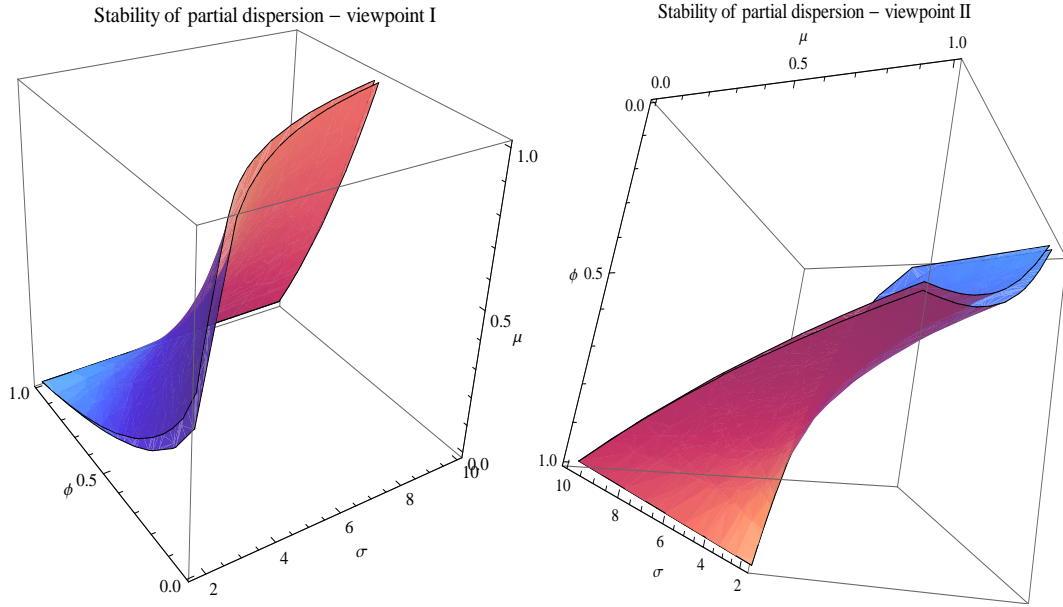 Stability of partial dispersion – viewpoint I
1.0
0.5
μ
0.0
10
8
6
4
2
σ
1.0
ϕ 0.5
0.0
Stability of partial dispersion – viewpoint II
μ
0.0
0.5
1.0
0.0
ϕ 0.5
1.0
10
8
6
4
2
σ